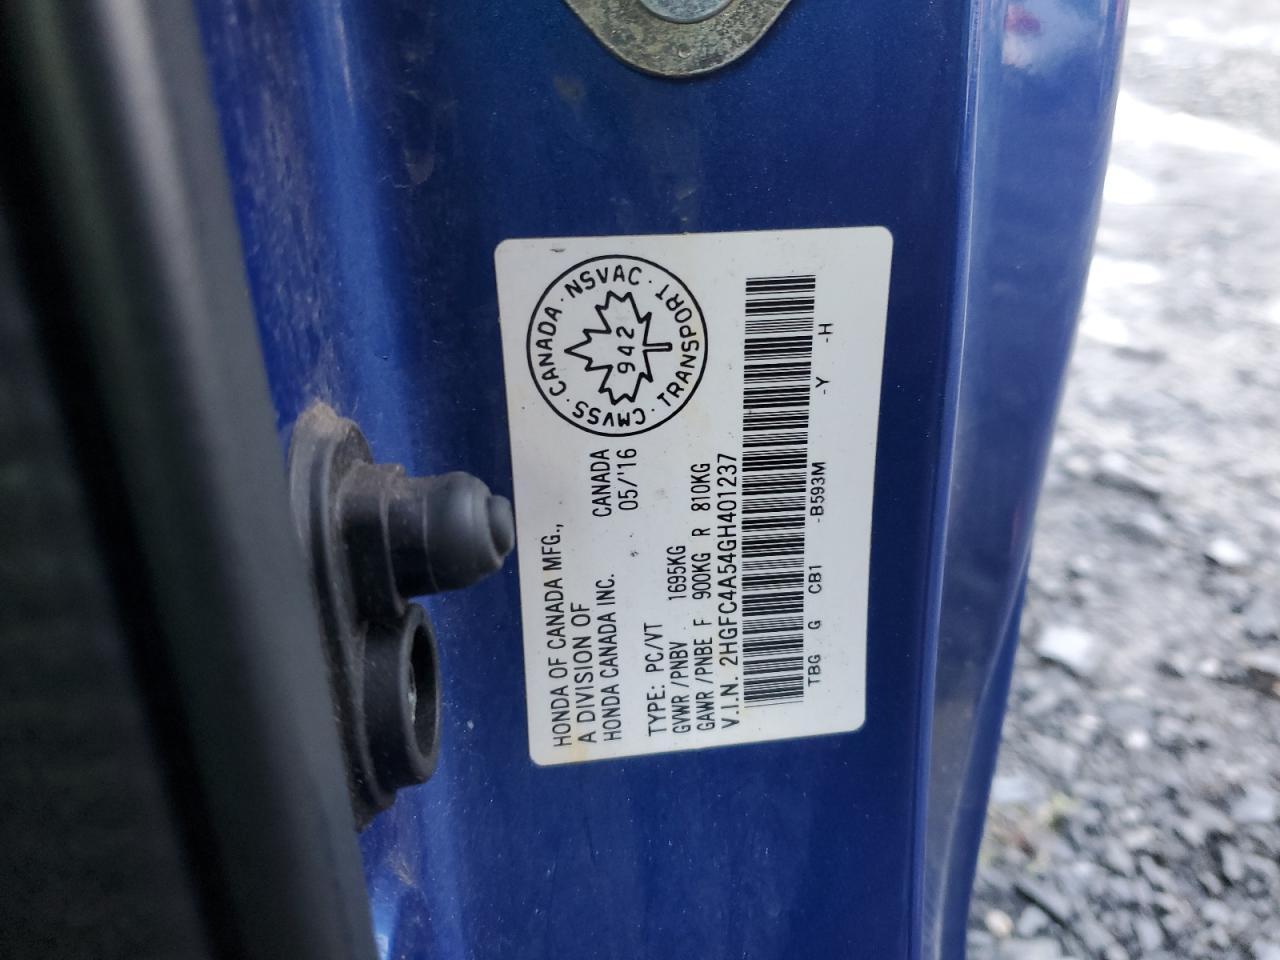 HONDA OF CANADA MFG.,
A DIVISION OF CANADA
HONDA CANADA INC. 05/'16
TYPE: PC/VT
GVWR /PNBV 1695KG
GAWR /PNBE F 900KG R 810KG
V.I.N. 2HGFC4A54GH401237
TBG G CB1 -B593M -Y -H
CMVSS · CANADA · NSVAC · TRANSPORT ·
942